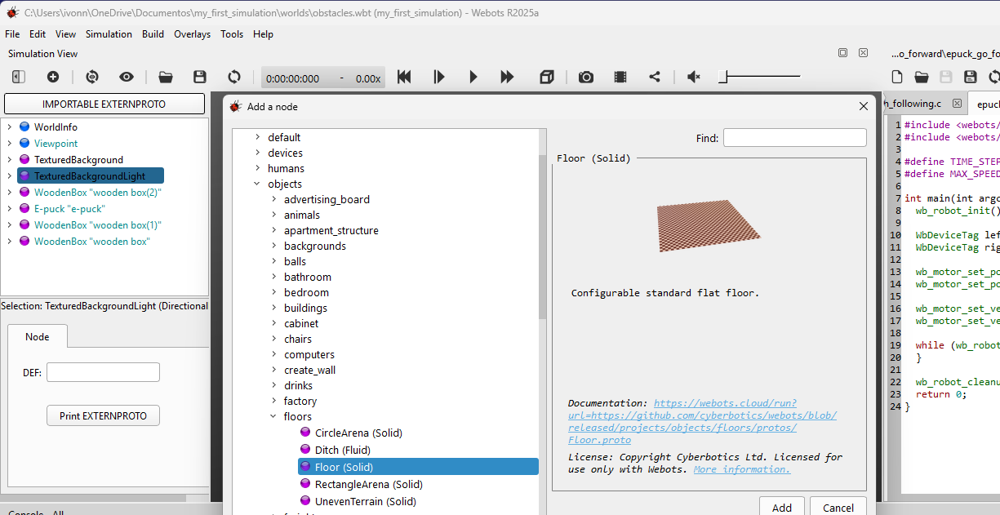 C:\Users\ivonn\OneDrive\Documentos\my_first_simulation\worlds\obstacles.wbt (my_first_simulation) - Webots R2025a
File Edit View Simulation Build Overlays Tools Help
Simulation View
...o_forward\epuck_go_fo
0:00:00:000 - 0.00x
IMPORTABLE EXTERNPROTO
WorldInfo
Viewpoint
TexturedBackground
TexturedBackgroundLight
WoodenBox "wooden box(2)"
E-puck "e-puck"
WoodenBox "wooden box(1)"
WoodenBox "wooden box"
Selection: TexturedBackgroundLight (Directional
Node
DEF:
Print EXTERNPROTO
Console - All
Add a node
default
devices
humans
objects
advertising_board
animals
apartment_structure
backgrounds
balls
bathroom
bedroom
buildings
cabinet
chairs
computers
create_wall
drinks
factory
floors
CircleArena (Solid)
Ditch (Fluid)
Floor (Solid)
RectangleArena (Solid)
UnevenTerrain (Solid)
Find:
Floor (Solid)
Configurable standard flat floor.
Documentation: https://webots.cloud/run?
url=https://github.com/cyberbotics/webots/blob/
released/projects/objects/floors/protos/
Floor.proto
License: Copyright Cyberbotics Ltd. Licensed for
use only with Webots. More information.
Add
Cancel
h_following.c
epuck
1 #include <webots/
2 #include <webots/
3
4 #define TIME_STEP
5 #define MAX_SPEED
6
7 int main(int argc
8 wb_robot_init()
9
10 WbDeviceTag lef
11 WbDeviceTag rig
12
13 wb_motor_set_po
14 wb_motor_set_po
15
16 wb_motor_set_ve
17 wb_motor_set_ve
18
19 while (wb_robot
20 }
21
22 wb_robot_cleanu
23 return 0;
24 }